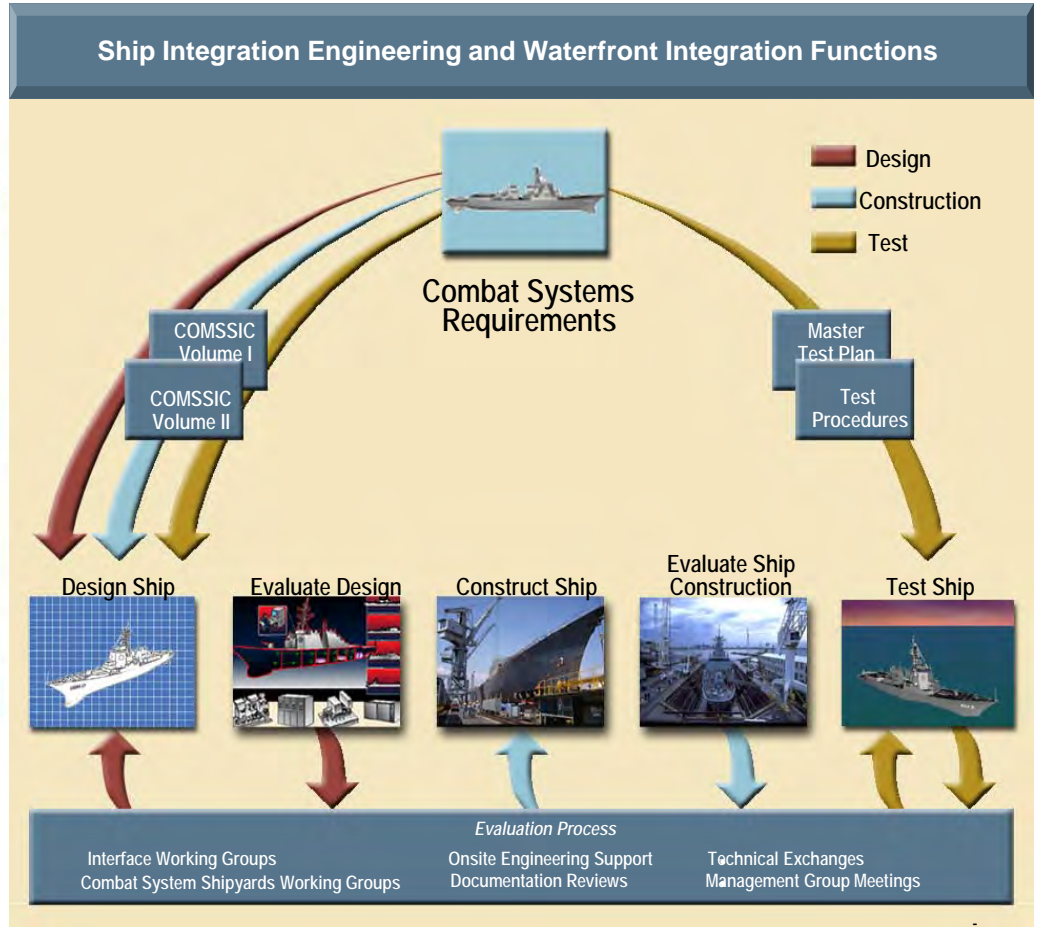 Ship Integration Engineering and Waterfront Integration Functions
Design
Construction
Test
Combat Systems
Requirements
COMSSIC
Volume I
COMSSIC
Volume II
Master
Test Plan
Test
Procedures
Design Ship
Evaluate Design
Construct Ship
Evaluate Ship
Construction
Test Ship
Evaluation Process
Interface Working Groups
Combat System Shipyards Working Groups
Onsite Engineering Support
Documentation Reviews
Technical Exchanges
Management Group Meetings